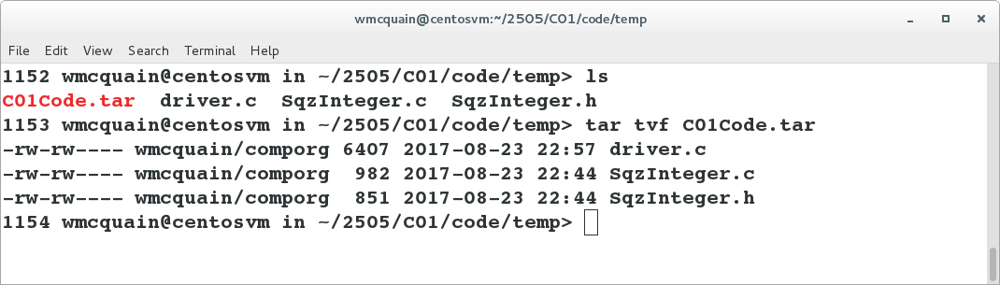 wmcquain@centosvm:~/2505/C01/code/temp
File Edit View Search Terminal Help
1152 wmcquain@centosvm in ~/2505/C01/code/temp> ls
C01Code.tar driver.c SqzInteger.c SqzInteger.h
1153 wmcquain@centosvm in ~/2505/C01/code/temp> tar tvf C01Code.tar
-rw-rw---- wmcquain/comporg 6407 2017-08-23 22:57 driver.c
-rw-rw---- wmcquain/comporg  982 2017-08-23 22:44 SqzInteger.c
-rw-rw---- wmcquain/comporg  851 2017-08-23 22:44 SqzInteger.h
1154 wmcquain@centosvm in ~/2505/C01/code/temp>